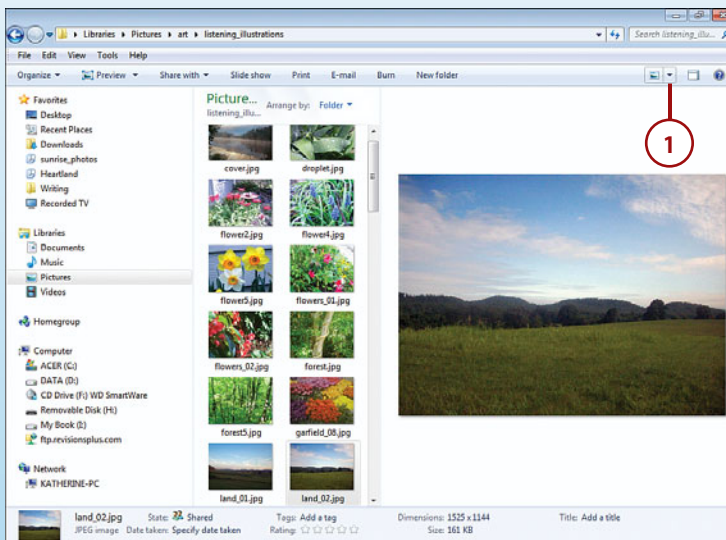 Libraries ▸ Pictures ▸ art ▸ listening_illustrations
Search listening_illu...
File Edit View Tools Help
Organize Preview Share with Slide show Print E-mail Burn New folder
1
Favorites
Desktop
Recent Places
Downloads
sunrise_photos
Heartland
Writing
Recorded TV
Libraries
Documents
Music
Pictures
Videos
Homegroup
Computer
ACER (C:)
DATA (D:)
CD Drive (F:) WD SmartWare
Removable Disk (H:)
My Book (I:)
ftp.revisionsplus.com
Network
KATHERINE-PC
Picture...
listening_illu...
Arrange by: Folder
cover.jpg droplet.jpg
flower2.jpg flower4.jpg
flower5.jpg flowers_01.jpg
flowers_02.jpg forest.jpg
forest5.jpg garfield_08.jpg
land_01.jpg land_02.jpg
land_02.jpg State: Shared Tags: Add a tag Dimensions: 1525 x 1144 Title: Add a title
JPEG image Date taken: Specify date taken Rating: Size: 161 KB